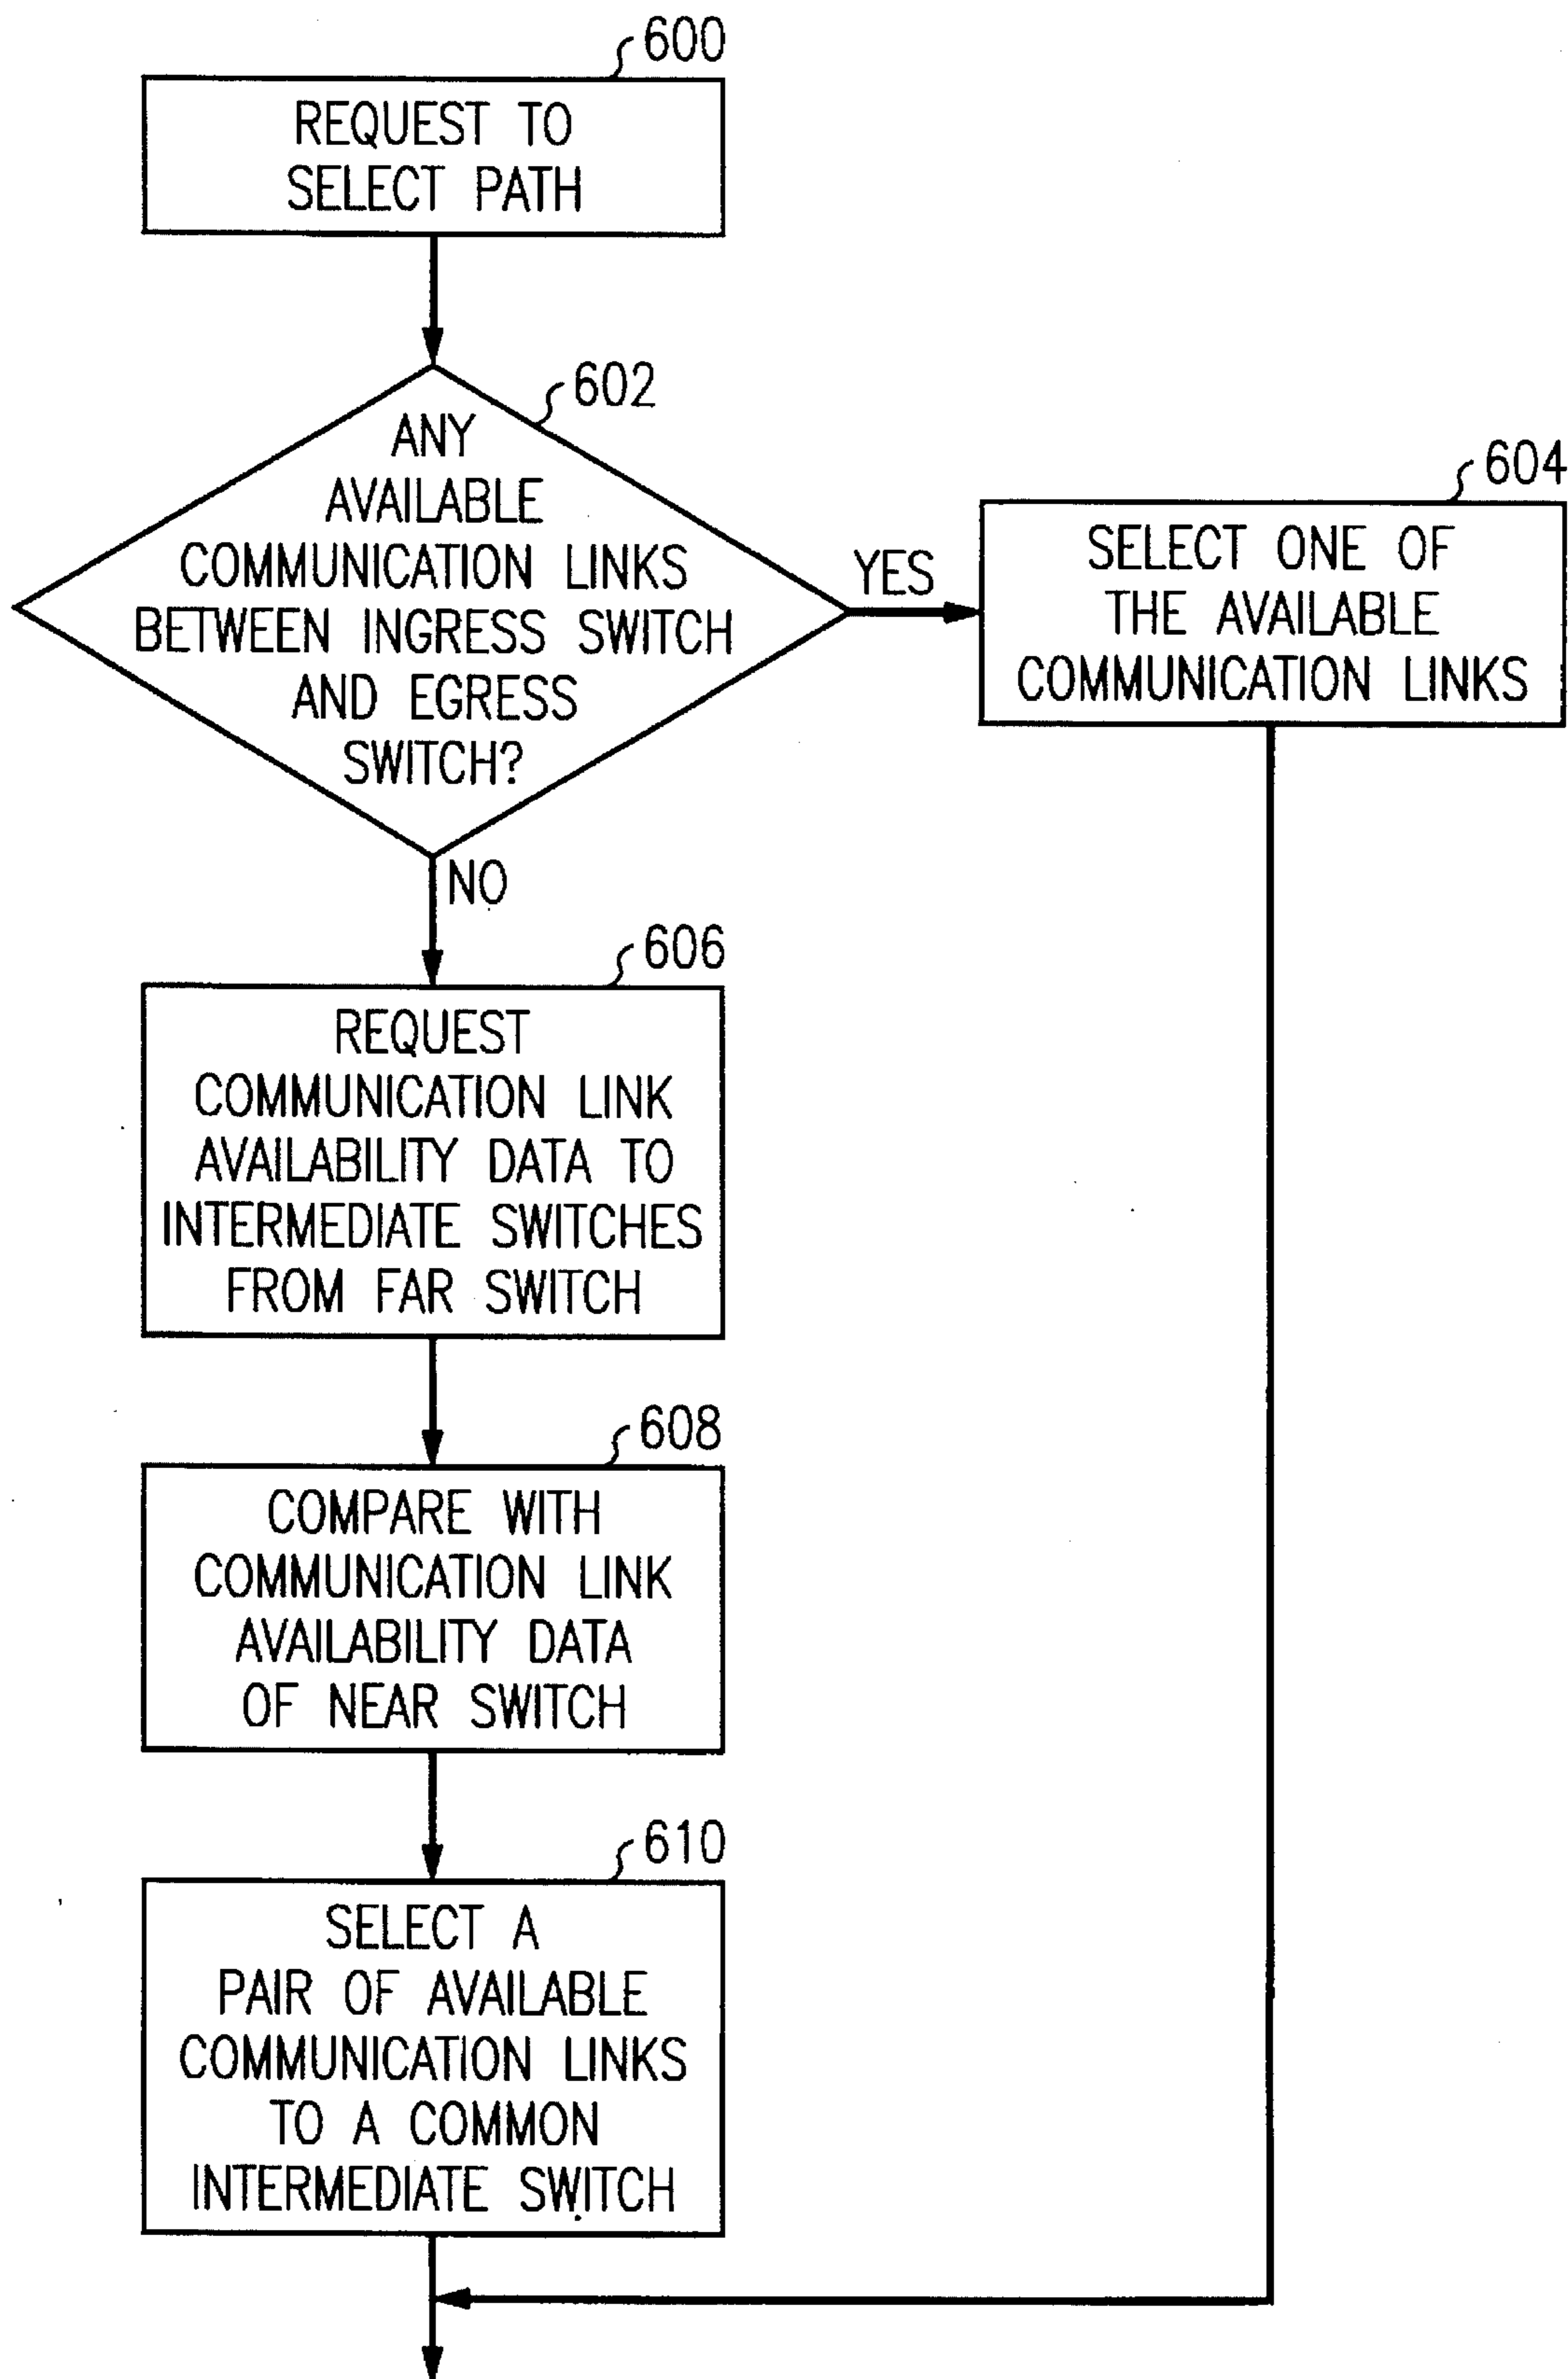 600
REQUEST TO
SELECT PATH
602
ANY
AVAILABLE
COMMUNICATION LINKS
BETWEEN INGRESS SWITCH
AND EGRESS
SWITCH?
YES
604
SELECT ONE OF
THE AVAILABLE
COMMUNICATION LINKS
NO
606
REQUEST
COMMUNICATION LINK
AVAILABILITY DATA TO
INTERMEDIATE SWITCHES
FROM FAR SWITCH
608
COMPARE WITH
COMMUNICATION LINK
AVAILABILITY DATA
OF NEAR SWITCH
610
SELECT A
PAIR OF AVAILABLE
COMMUNICATION LINKS
TO A COMMON
INTERMEDIATE SWITCH